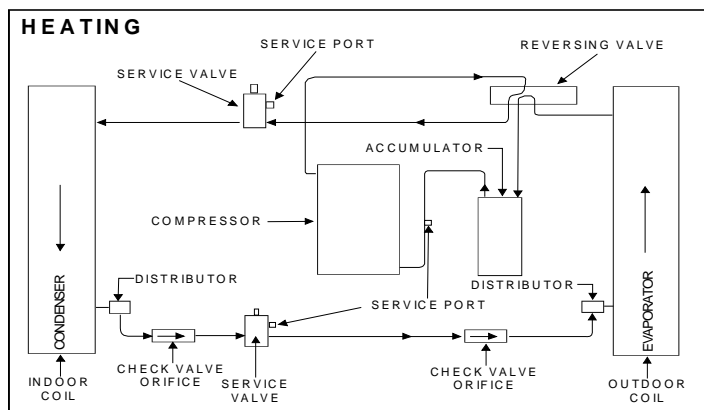 HEATING
SERVICE PORT
REVERSING VALVE
SERVICE VALVE
ACCUMULATOR
COMPRESSOR
CONDENSER
EVAPORATOR
DISTRIBUTOR
DISTRIBUTOR
SERVICE PORT
INDOOR
COIL
CHECK VALVE
ORIFICE
SERVICE
VALVE
CHECK VALVE
ORIFICE
OUTDOOR
COIL